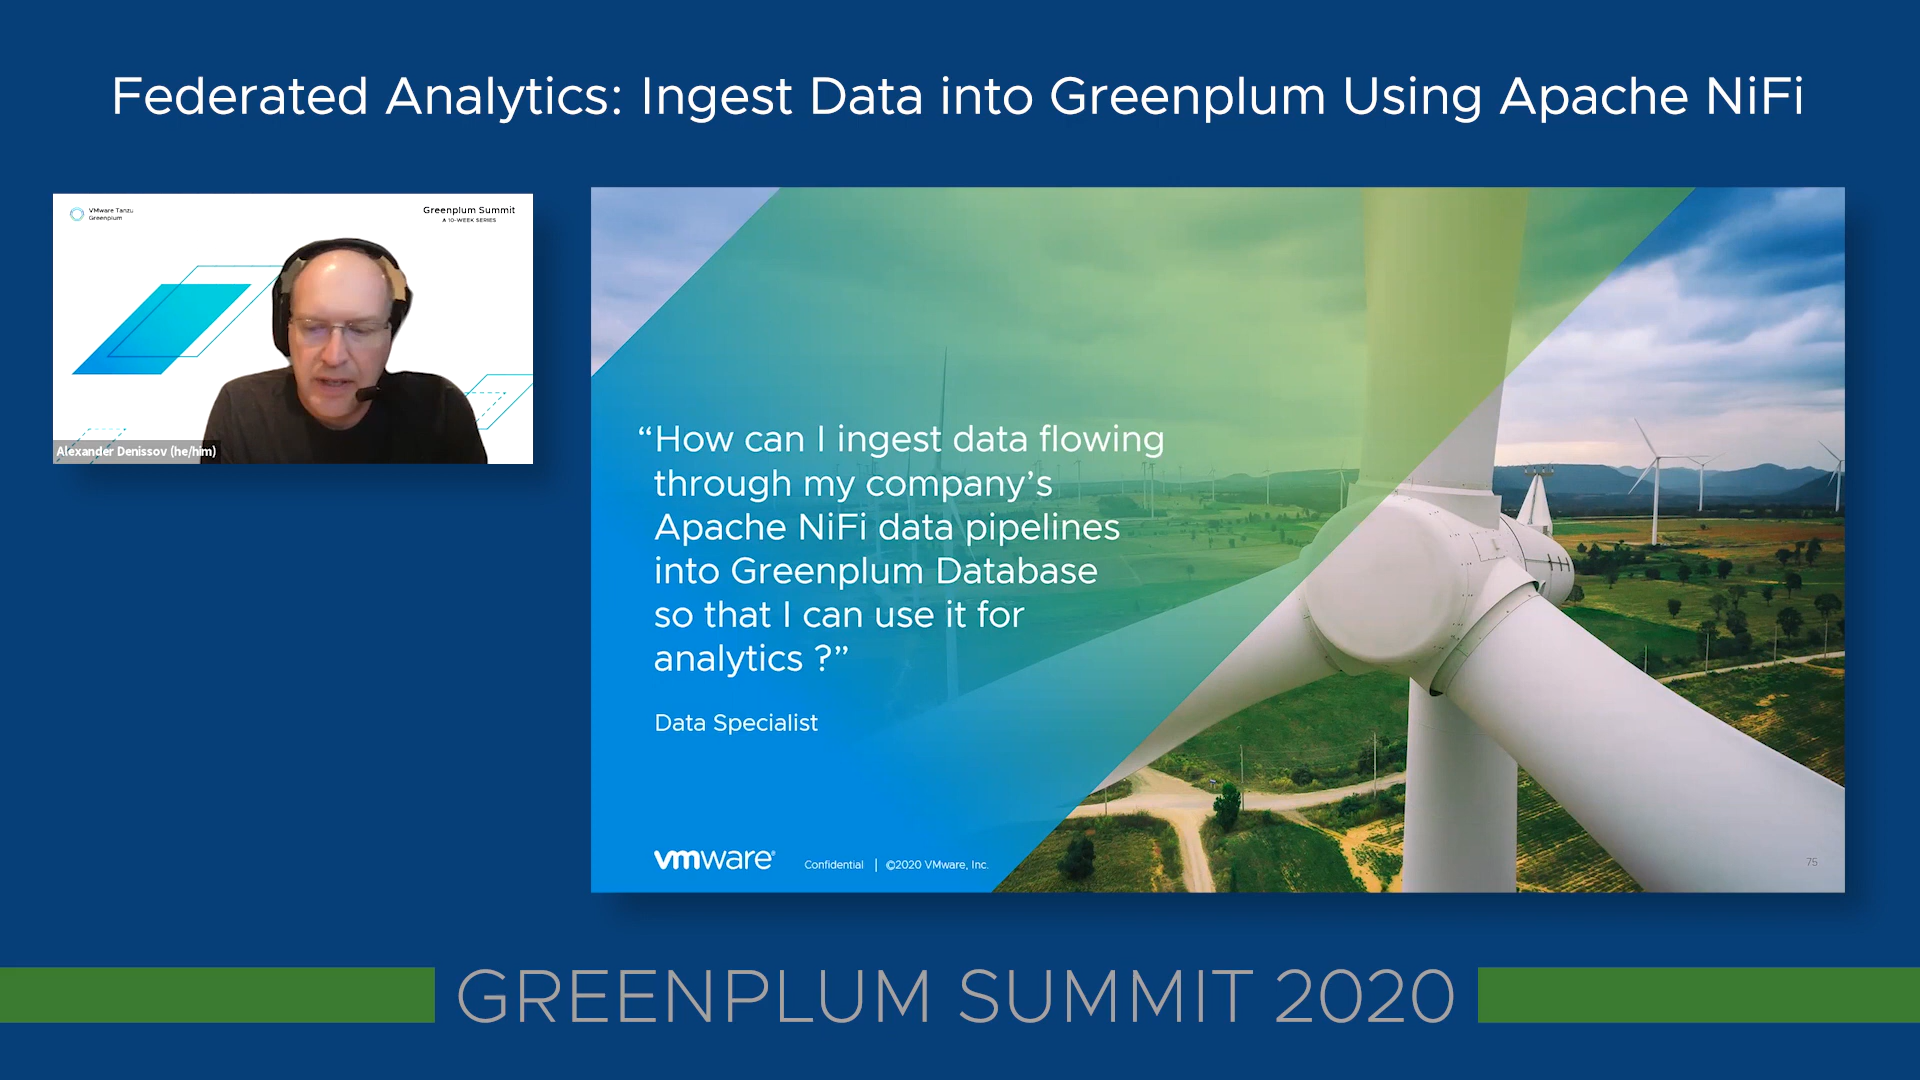 Federated Analytics: Ingest Data into Greenplum Using Apache NiFi
VMware Tanzu
Greenplum
Greenplum Summit
A 10-WEEK SERIES
Alexander Denissov (he/him)
“How can I ingest data flowing
through my company’s
Apache NiFi data pipelines
into Greenplum Database
so that I can use it for
analytics ?”
Data Specialist
vmware®
Confidential | ©2020 VMware, Inc.
75
GREENPLUM SUMMIT 2020